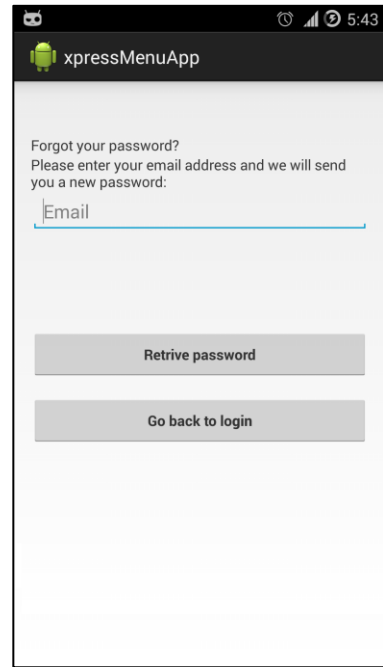 5:43
xpressMenuApp
Forgot your password?
Please enter your email address and we will send
you a new password:
Email
Retrive password
Go back to login